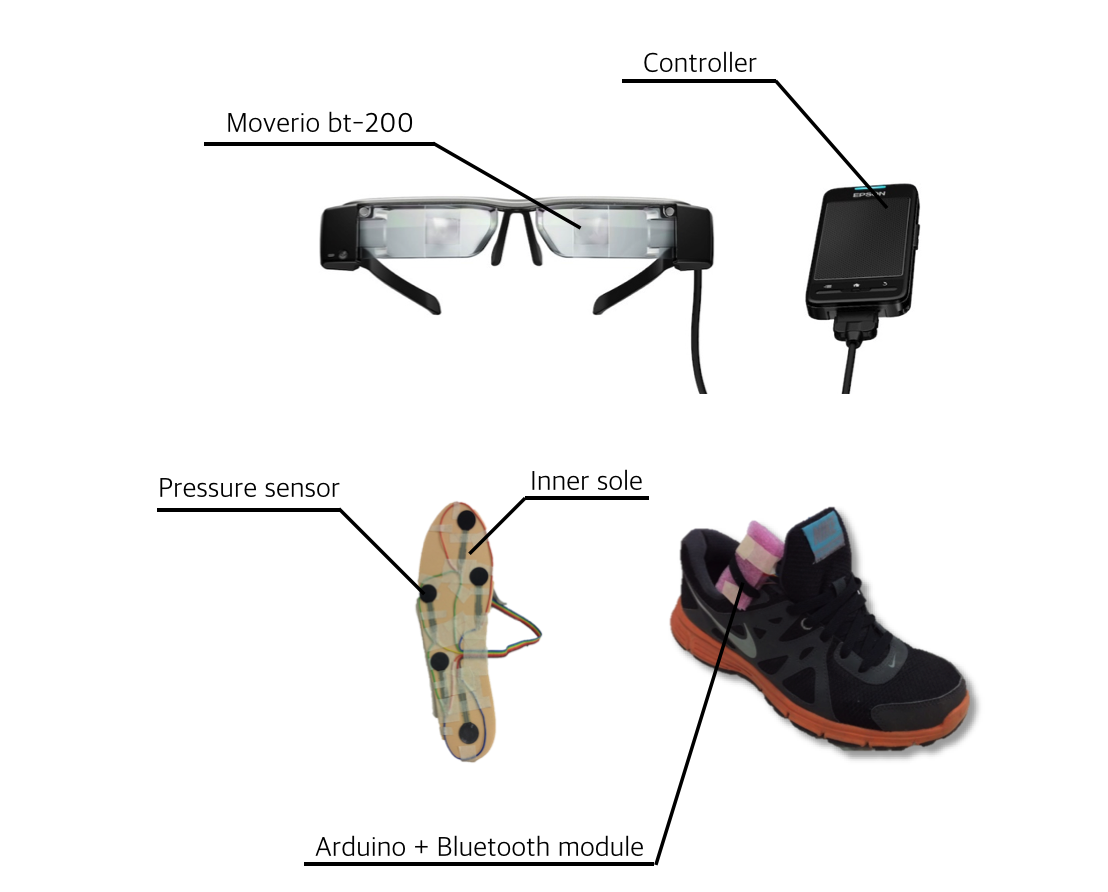 Controller
Moverio bt-200
EPSON
Pressure sensor
Inner sole
Arduino + Bluetooth module